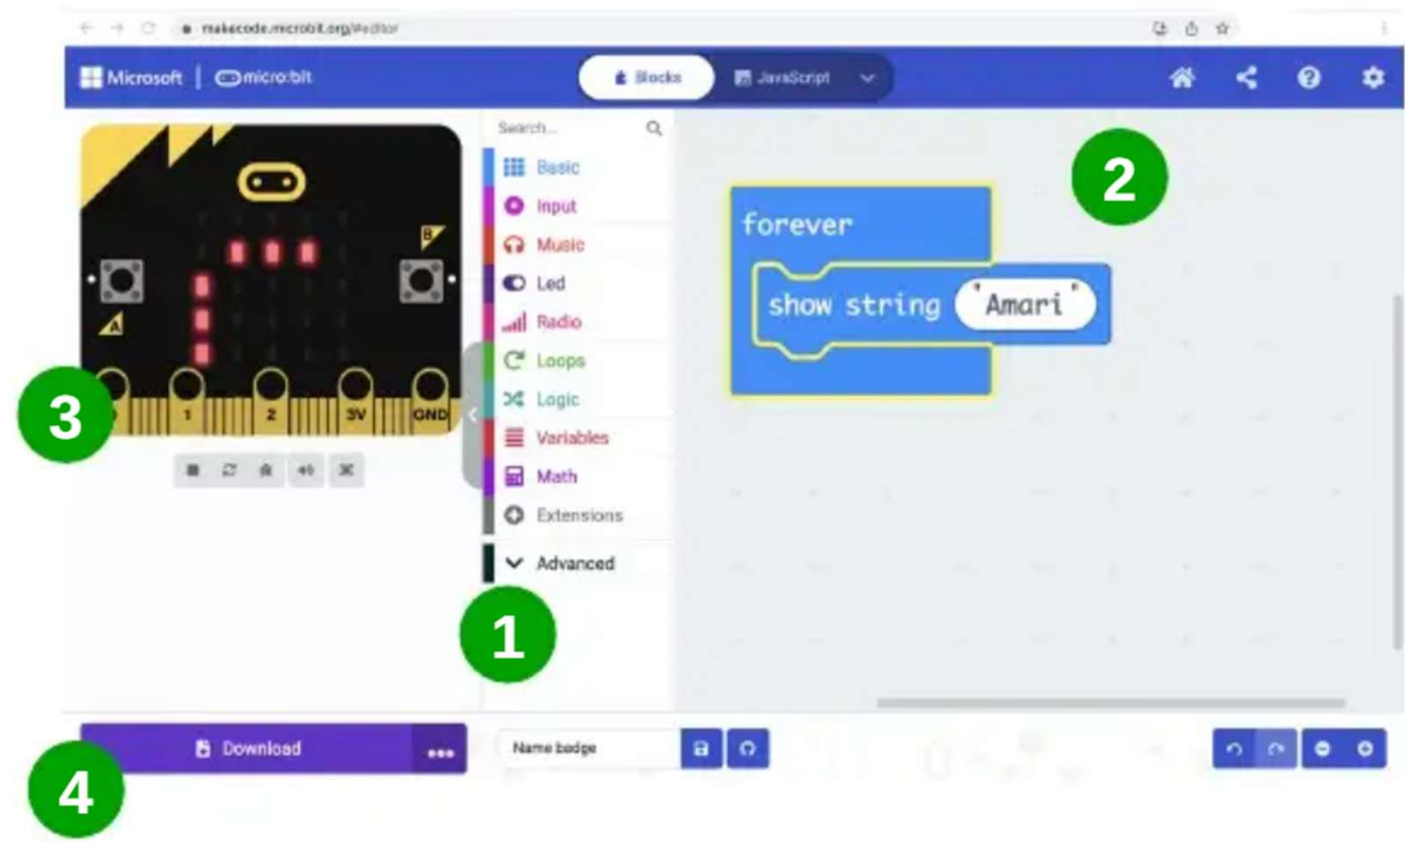 makecode.microbit.org/#editor
Microsoft | micro:bit
Blocks
JavaScript
Search...
Basic
Input
Music
Led
Radio
Loops
Logic
Variables
Math
Extensions
Advanced
forever
show string "Amari"
B
A
1 2 3V GND
1
2
3
4
Download
Name badge